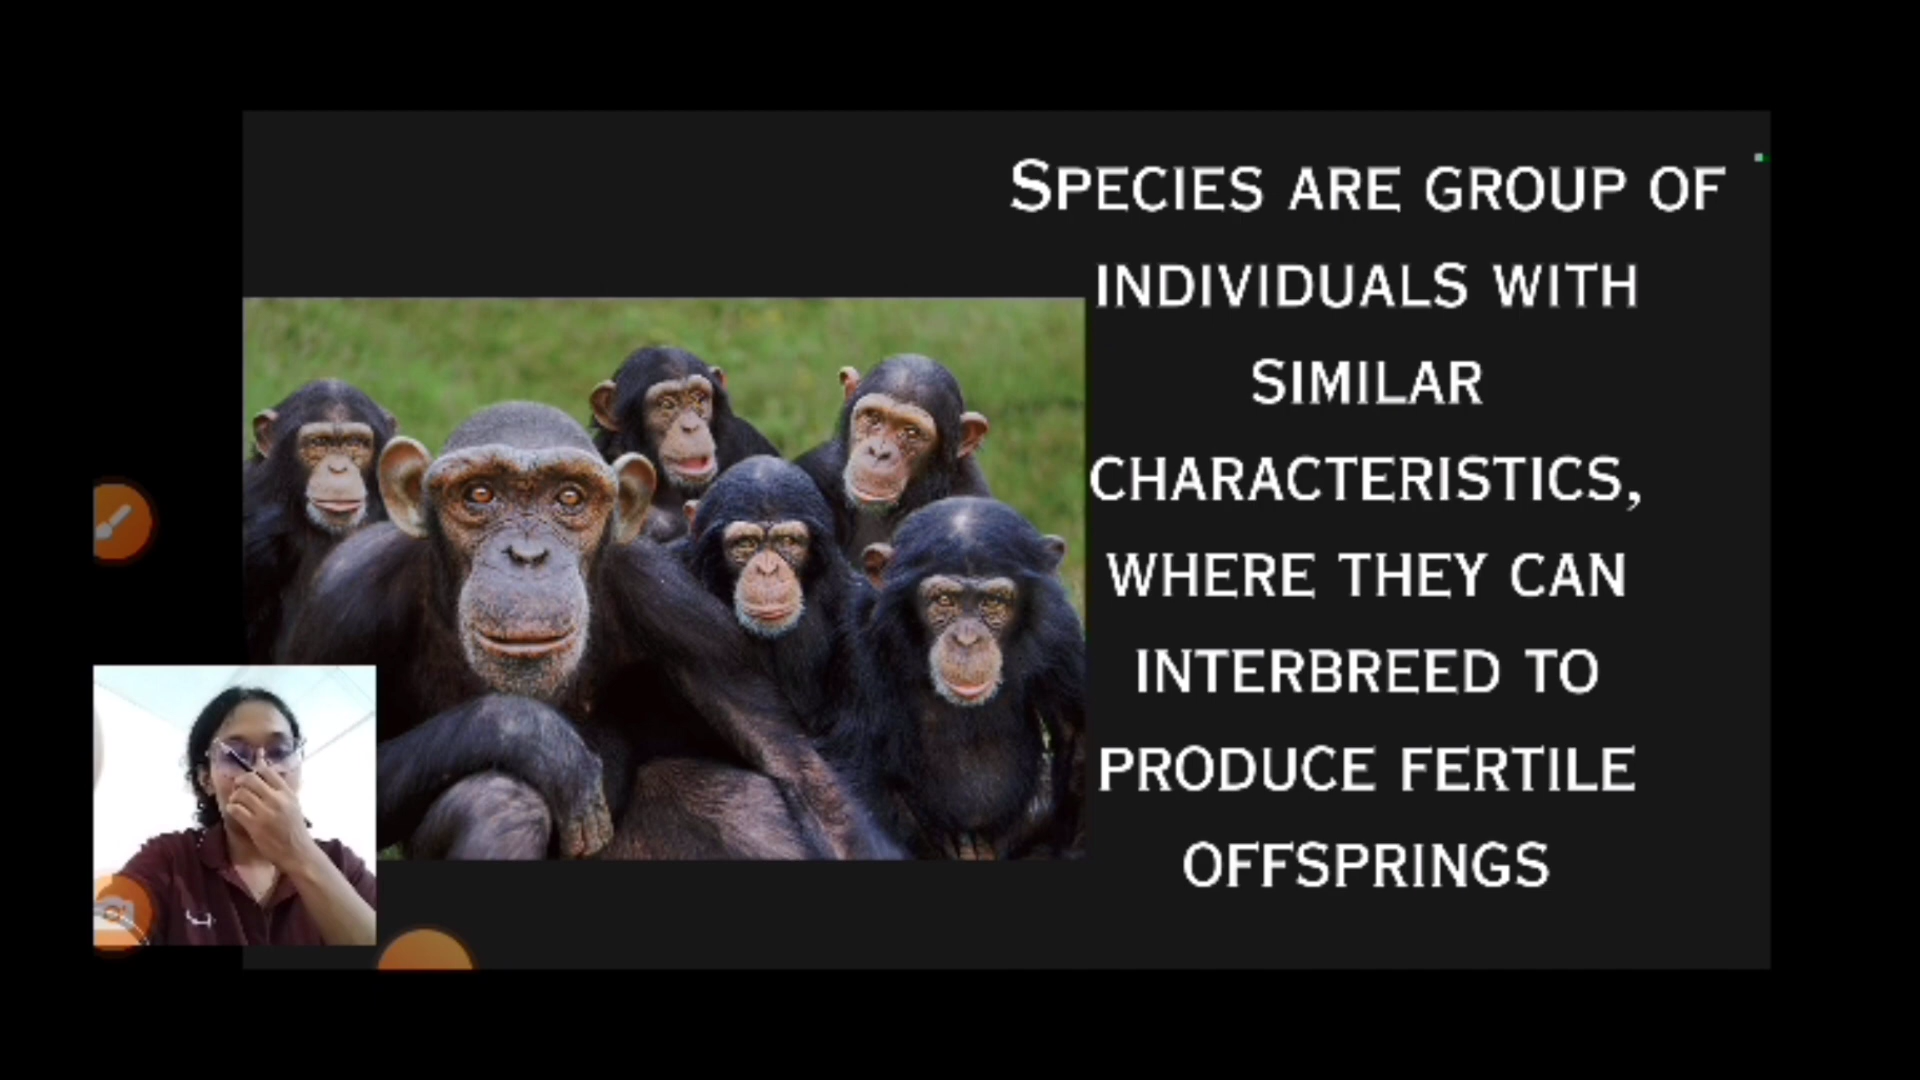 Species are group of
individuals with
similar
characteristics,
where they can
interbreed to
produce fertile
offsprings